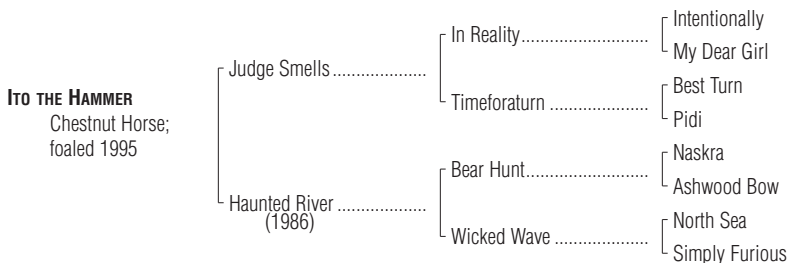 Intentionally
In Reality............................
My Dear Girl
Judge Smells.....................
Best Turn
Timeforaturn ......................
Pidi
ITO THE HAMMER
Chestnut Horse;
foaled 1995
Naskra
Bear Hunt...........................
Ashwood Bow
Haunted River ....................
(1986)
North Sea
Wicked Wave .....................
Simply Furious